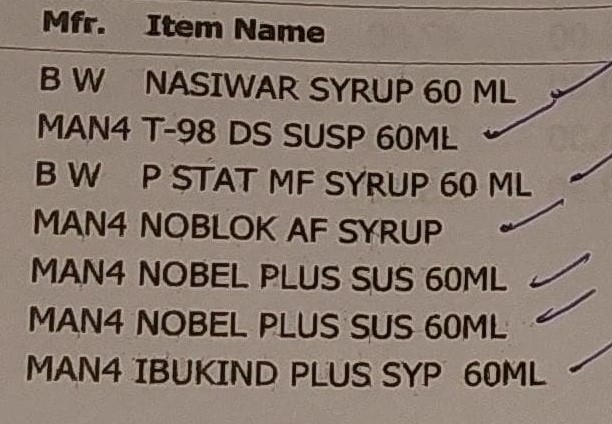 Mfr. Item Name
B W NASIWAR SYRUP 60 ML
MAN4 T-98 DS SUSP 60ML
B W P STAT MF SYRUP 60 ML
MAN4 NOBLOK AF SYRUP
MAN4 NOBEL PLUS SUS 60ML
MAN4 NOBEL PLUS SUS 60ML
MAN4 IBUKIND PLUS SYP 60ML